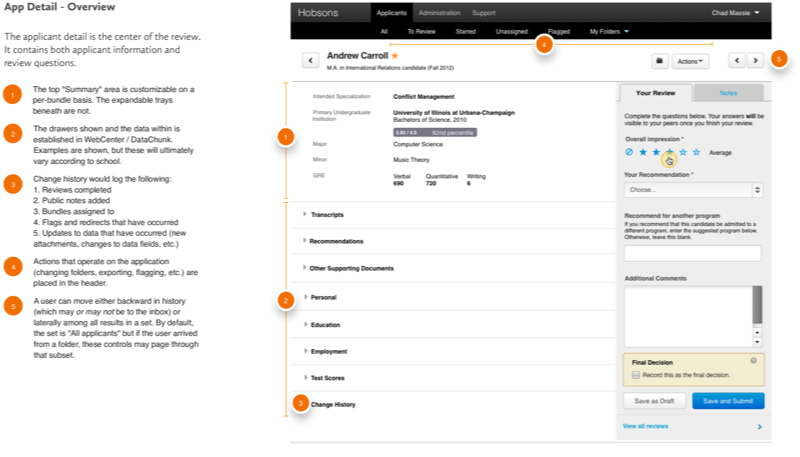 App Detail - Overview
The applicant detail is the center of the review.
It contains both applicant information and
review questions.
1
The top "Summary" area is customizable on a
per-bundle basis. The expandable trays
beneath are not.
2
The drawers shown and the data within is
established in WebCenter / DataChunk.
Examples are shown, but these will ultimately
vary according to school.
3
Change history would log the following:
1. Reviews completed
2. Public notes added
3. Bundles assigned to
4. Flags and redirects that have occurred
5. Updates to data that have occurred (new
attachments, changes to data fields, etc.)
4
Actions that operate on the application
(changing folders, exporting, flagging, etc.) are
placed in the header.
5
A user can move either backward in history
(which may or may not be to the inbox) or
laterally among all results in a set. By default,
the set is "All applicants" but if the user arrived
from a folder, these controls may page through
that subset.
Hobsons Applicants Administration Support Chad Massie
All To Review Starred Unassigned Flagged My Folders
4
Andrew Carroll
M.A. in International Relations candidate (Fall 2012)
Actions
5
1
Intended Specialization Conflict Management
Primary Undergraduate Institution University of Illinois at Urbana-Champaign
Bachelors of Science, 2010
3.62 / 4.0 82nd percentile
Major Computer Science
Minor Music Theory
GRE Verbal Quantitative Writing
690 720 6
2
Transcripts
Recommendations
Other Supporting Documents
Personal
Education
Employment
Test Scores
3
Change History
Your Review Notes
Complete the questions below. Your answers will be
visible to your peers once you finish your review.
Overall impression *
Average
Your Recommendation *
Choose...
Recommend for another program
If you recommend that this candidate be admitted to a
different program, enter the suggested program below.
Otherwise, leave this blank.
Additional Comments
Final Decision
Record this as the final decision.
Save as Draft Save and Submit
View all reviews